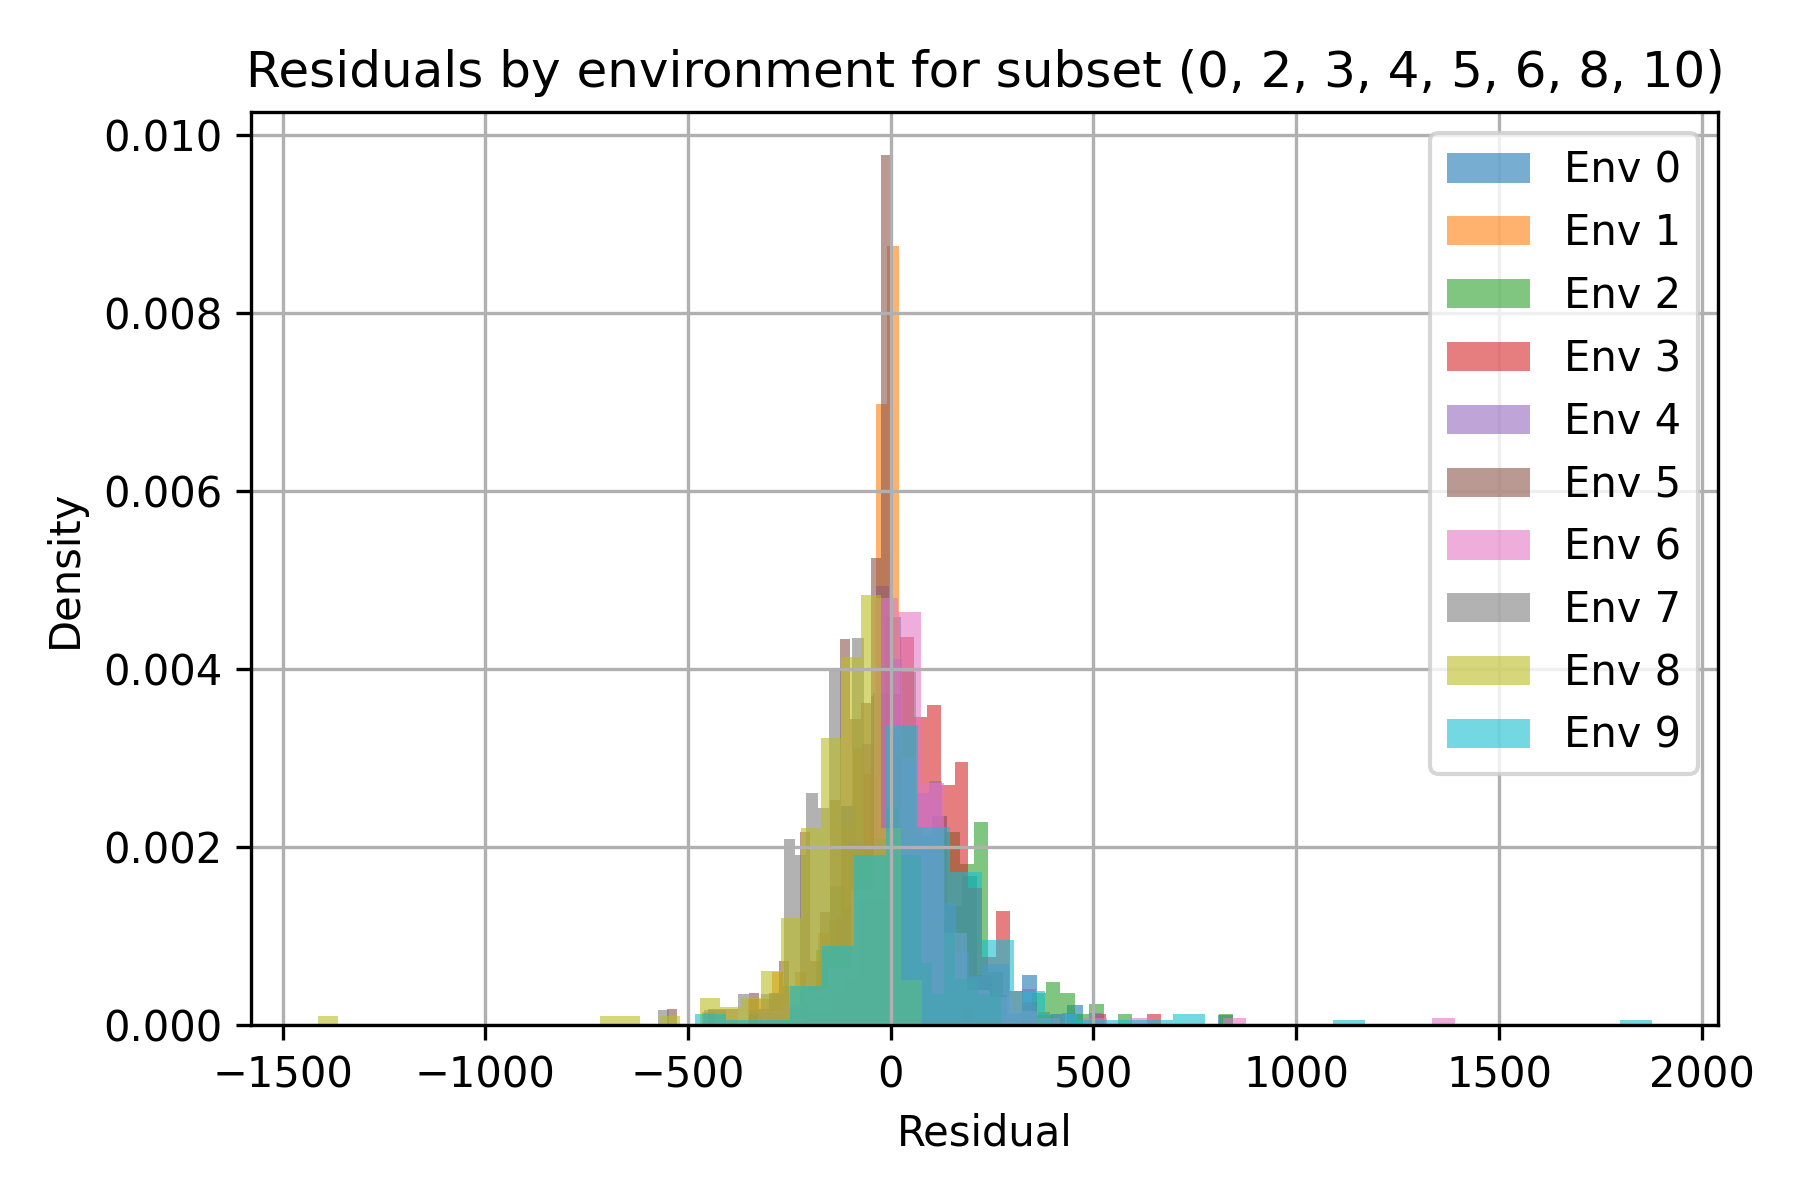 Residuals by environment for subset (0, 2, 3, 4, 5, 6, 8, 10)
0.010
0.008
0.006
0.004
0.002
0.000
Density
−1500
−1000
−500
0
500
1000
1500
2000
Residual
Env 0
Env 1
Env 2
Env 3
Env 4
Env 5
Env 6
Env 7
Env 8
Env 9